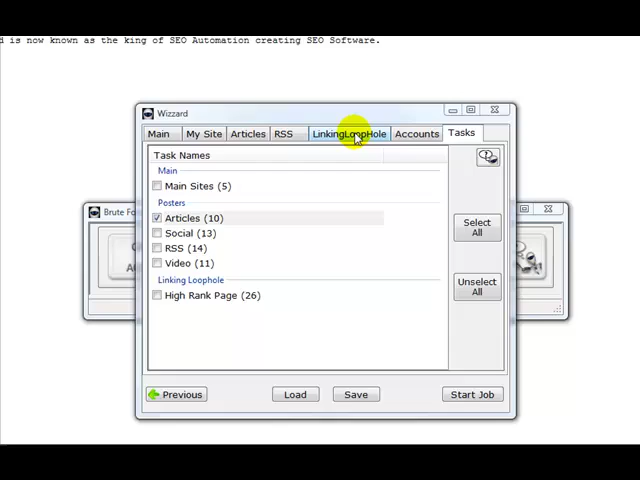 d is now known as the king of SEO Automation creating SEO Software.
Wizzard
Main My Site Articles RSS LinkingLoopHole Accounts Tasks
Task Names
Main
Main Sites (5)
Posters
Articles (10)
Social (13)
RSS (14)
Video (11)
Linking Loophole
High Rank Page (26)
Select All
Unselect All
Previous Load Save Start Job
Brute Fo